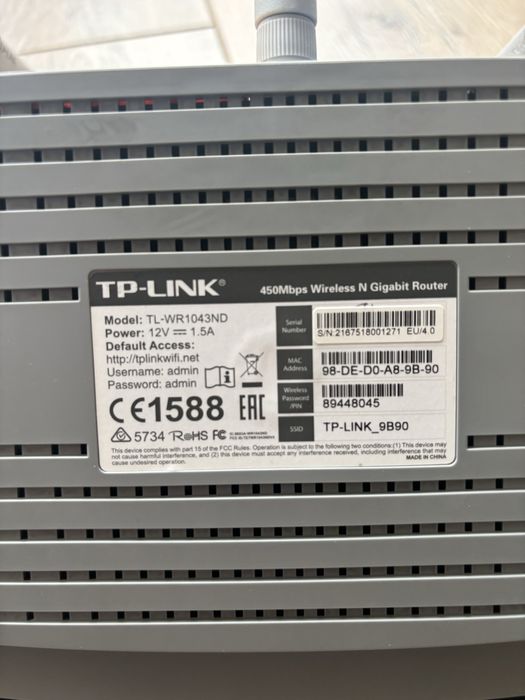 TP-LINK® 450Mbps Wireless N Gigabit Router
Model: TL-WR1043ND
Power: 12V ⎓ 1.5A
Default Access:
http://tplinkwifi.net
Username: admin
Password: admin
CE1588 EAC
5734 RoHS FC
Serial
Number
S/N:2167518001271 EU/4.0
MAC
Address
98-DE-D0-A8-9B-90
Wireless
Password
/PIN
89448045
SSID
TP-LINK_9B90
This device complies with part 15 of the FCC Rules. Operation is subject to the following two conditions:(1) This device may
not cause harmful interference, and (2) this device must accept any interference received, including interference that may
cause undesired operation.
MADE IN CHINA